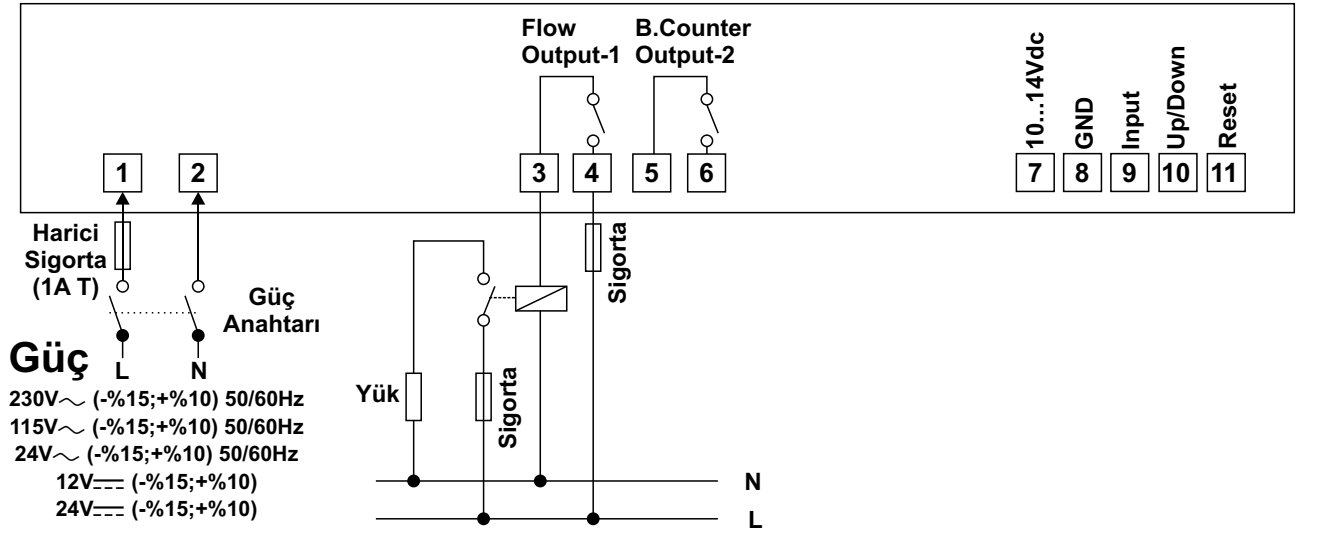 Flow
Output-1
B.Counter
Output-2
10...14Vdc
GND
Input
Up/Down
Reset
1
2
3
4
5
6
7
8
9
10
11
Harici
Sigorta
(1A T)
Güç
Anahtarı
Güç
L
N
230V～ (-%15;+%10) 50/60Hz
115V～ (-%15;+%10) 50/60Hz
24V～ (-%15;+%10) 50/60Hz
12V⎓ (-%15;+%10)
24V⎓ (-%15;+%10)
Sigorta
Yük
Sigorta
N
L